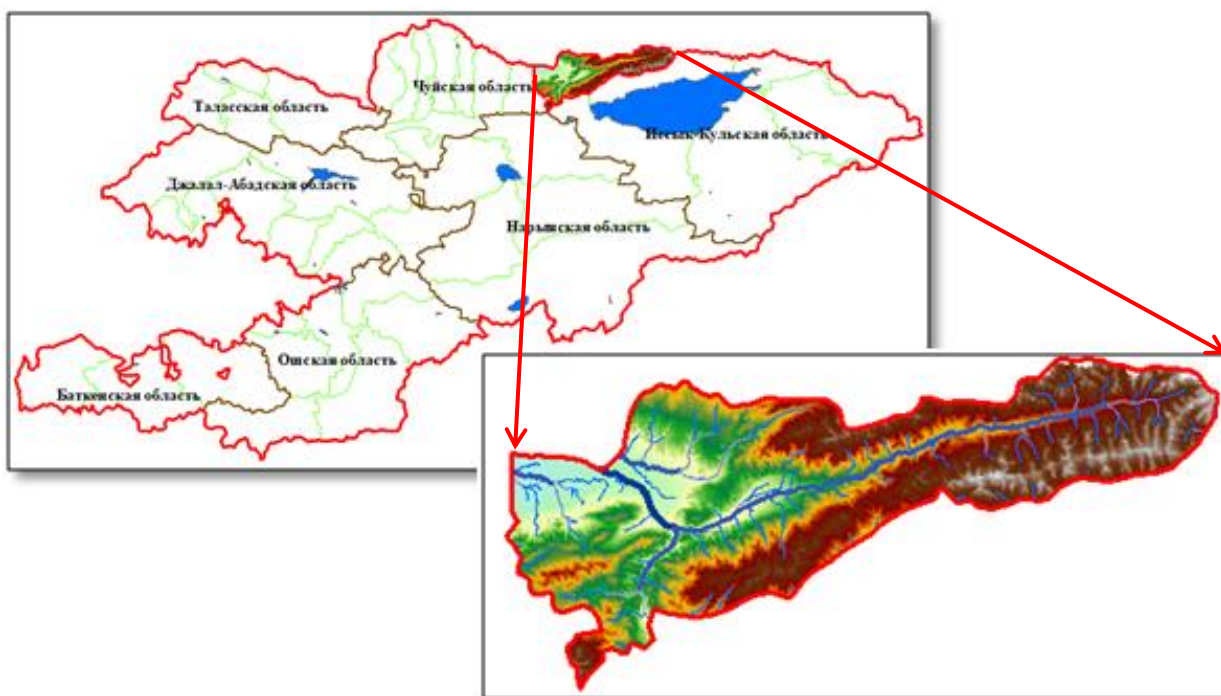 Чуйская область
Таласская область
Иссык-Кульская область
Джалал-Абадская область
Нарынская область
Ошская область
Баткенская область